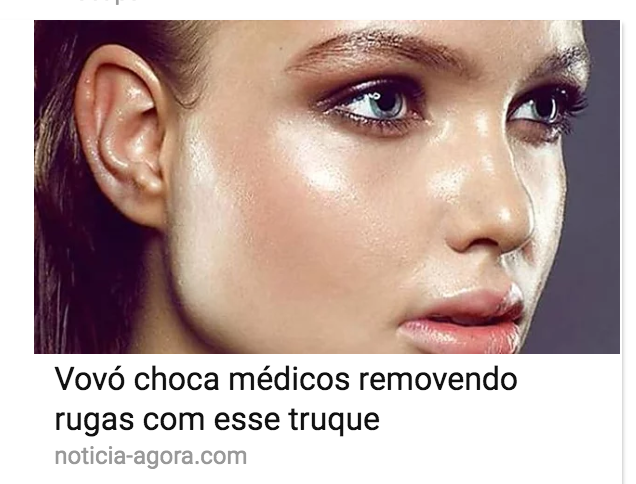 Vovó choca médicos removendo
rugas com esse truque
noticia-agora.com